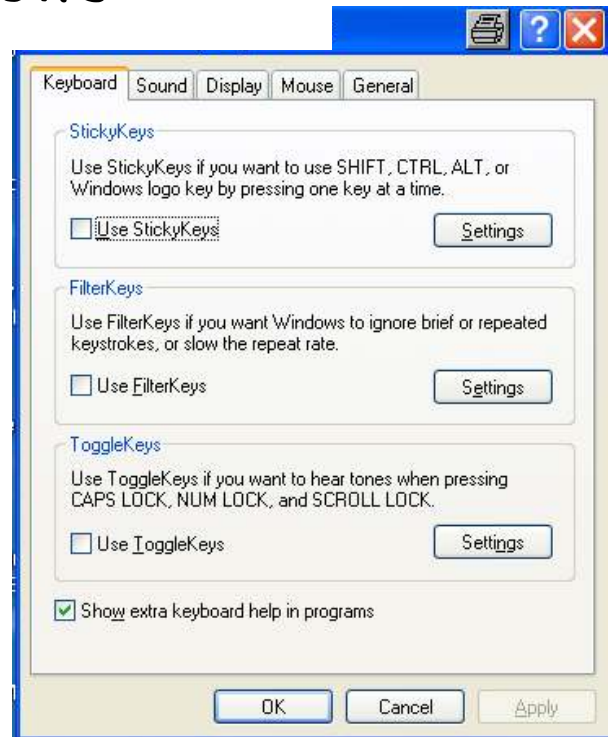 Keyboard Sound Display Mouse General
StickyKeys
Use StickyKeys if you want to use SHIFT, CTRL, ALT, or
Windows logo key by pressing one key at a time.
Use StickyKeys Settings
FilterKeys
Use FilterKeys if you want Windows to ignore brief or repeated
keystrokes, or slow the repeat rate.
Use FilterKeys Settings
ToggleKeys
Use ToggleKeys if you want to hear tones when pressing
CAPS LOCK, NUM LOCK, and SCROLL LOCK.
Use ToggleKeys Settings
Show extra keyboard help in programs
OK Cancel Apply